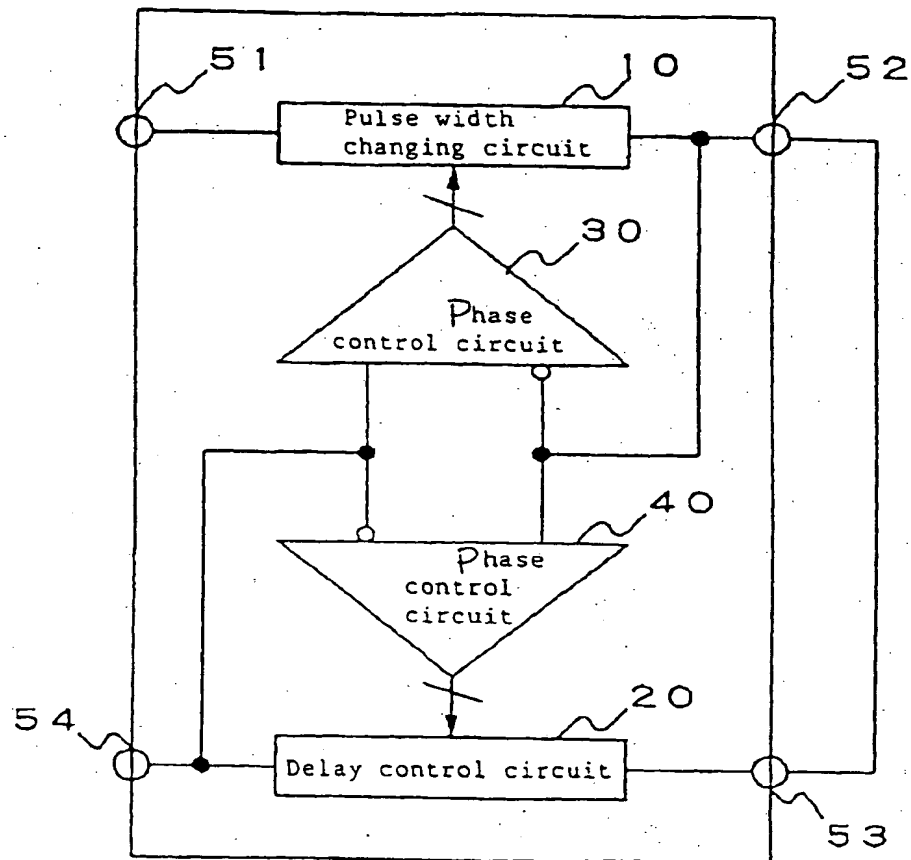 51
10
52
Pulse width
changing circuit
30
Phase
control circuit
40
Phase
control
circuit
54
20
Delay control circuit
53